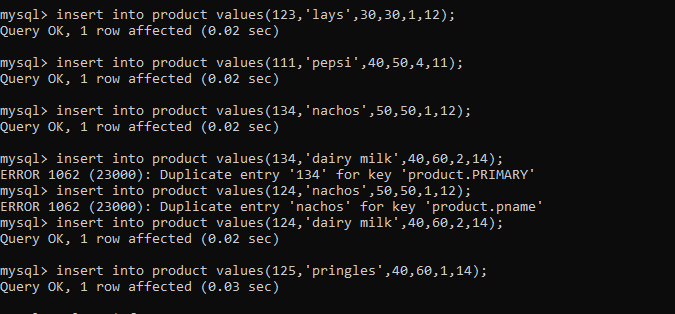 mysql> insert into product values(123,'lays',30,30,1,12);
Query OK, 1 row affected (0.02 sec)
mysql> insert into product values(111,'pepsi',40,50,4,11);
Query OK, 1 row affected (0.02 sec)
mysql> insert into product values(134,'nachos',50,50,1,12);
Query OK, 1 row affected (0.02 sec)
mysql> insert into product values(134,'dairy milk',40,60,2,14);
ERROR 1062 (23000): Duplicate entry '134' for key 'product.PRIMARY'
mysql> insert into product values(124,'nachos',50,50,1,12);
ERROR 1062 (23000): Duplicate entry 'nachos' for key 'product.pname'
mysql> insert into product values(124,'dairy milk',40,60,2,14);
Query OK, 1 row affected (0.02 sec)
mysql> insert into product values(125,'pringles',40,60,1,14);
Query OK, 1 row affected (0.03 sec)